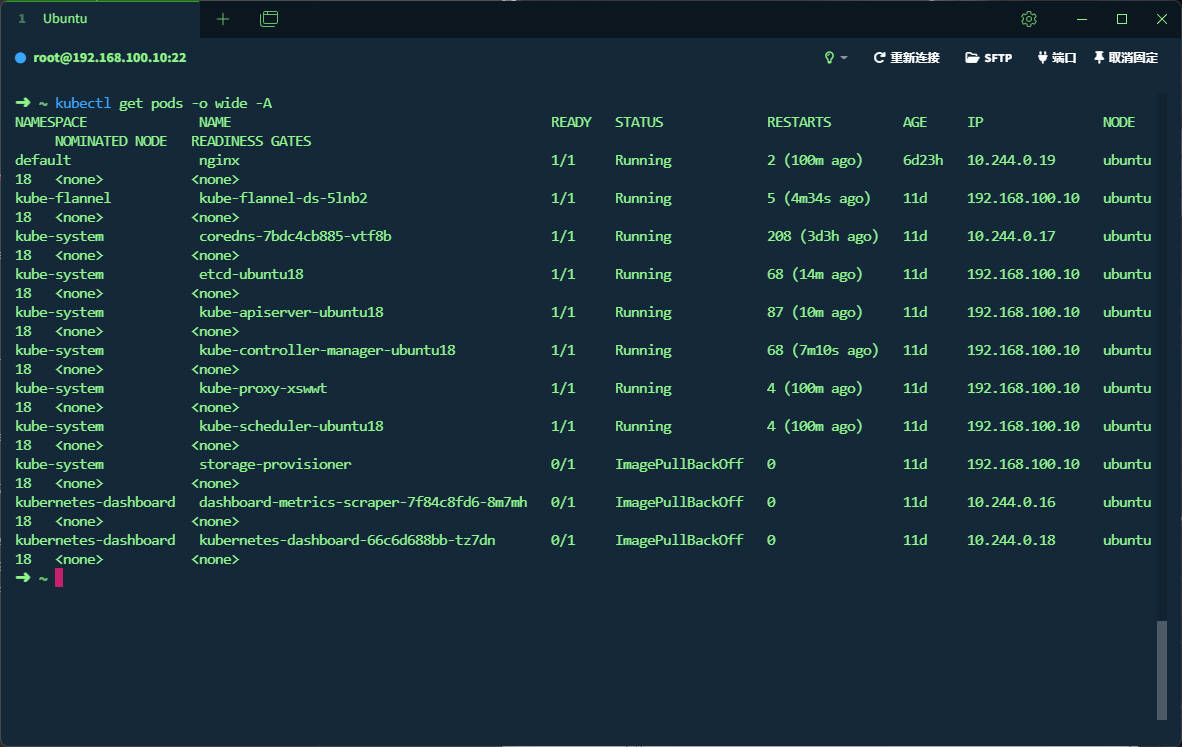 1 Ubuntu
root@192.168.100.10:22 重新连接 SFTP 端口 取消固定
➜ ~ kubectl get pods -o wide -A
NAMESPACE NAME READY STATUS RESTARTS AGE IP NODE
NOMINATED NODE READINESS GATES
default nginx 1/1 Running 2 (100m ago) 6d23h 10.244.0.19 ubuntu
18 <none> <none>
kube-flannel kube-flannel-ds-5lnb2 1/1 Running 5 (4m34s ago) 11d 192.168.100.10 ubuntu
18 <none> <none>
kube-system coredns-7bdc4cb885-vtf8b 1/1 Running 208 (3d3h ago) 11d 10.244.0.17 ubuntu
18 <none> <none>
kube-system etcd-ubuntu18 1/1 Running 68 (14m ago) 11d 192.168.100.10 ubuntu
18 <none> <none>
kube-system kube-apiserver-ubuntu18 1/1 Running 87 (10m ago) 11d 192.168.100.10 ubuntu
18 <none> <none>
kube-system kube-controller-manager-ubuntu18 1/1 Running 68 (7m10s ago) 11d 192.168.100.10 ubuntu
18 <none> <none>
kube-system kube-proxy-xswwt 1/1 Running 4 (100m ago) 11d 192.168.100.10 ubuntu
18 <none> <none>
kube-system kube-scheduler-ubuntu18 1/1 Running 4 (100m ago) 11d 192.168.100.10 ubuntu
18 <none> <none>
kube-system storage-provisioner 0/1 ImagePullBackOff 0 11d 192.168.100.10 ubuntu
18 <none> <none>
kubernetes-dashboard dashboard-metrics-scraper-7f84c8fd6-8m7mh 0/1 ImagePullBackOff 0 11d 10.244.0.16 ubuntu
18 <none> <none>
kubernetes-dashboard kubernetes-dashboard-66c6d688bb-tz7dn 0/1 ImagePullBackOff 0 11d 10.244.0.18 ubuntu
18 <none> <none>
➜ ~